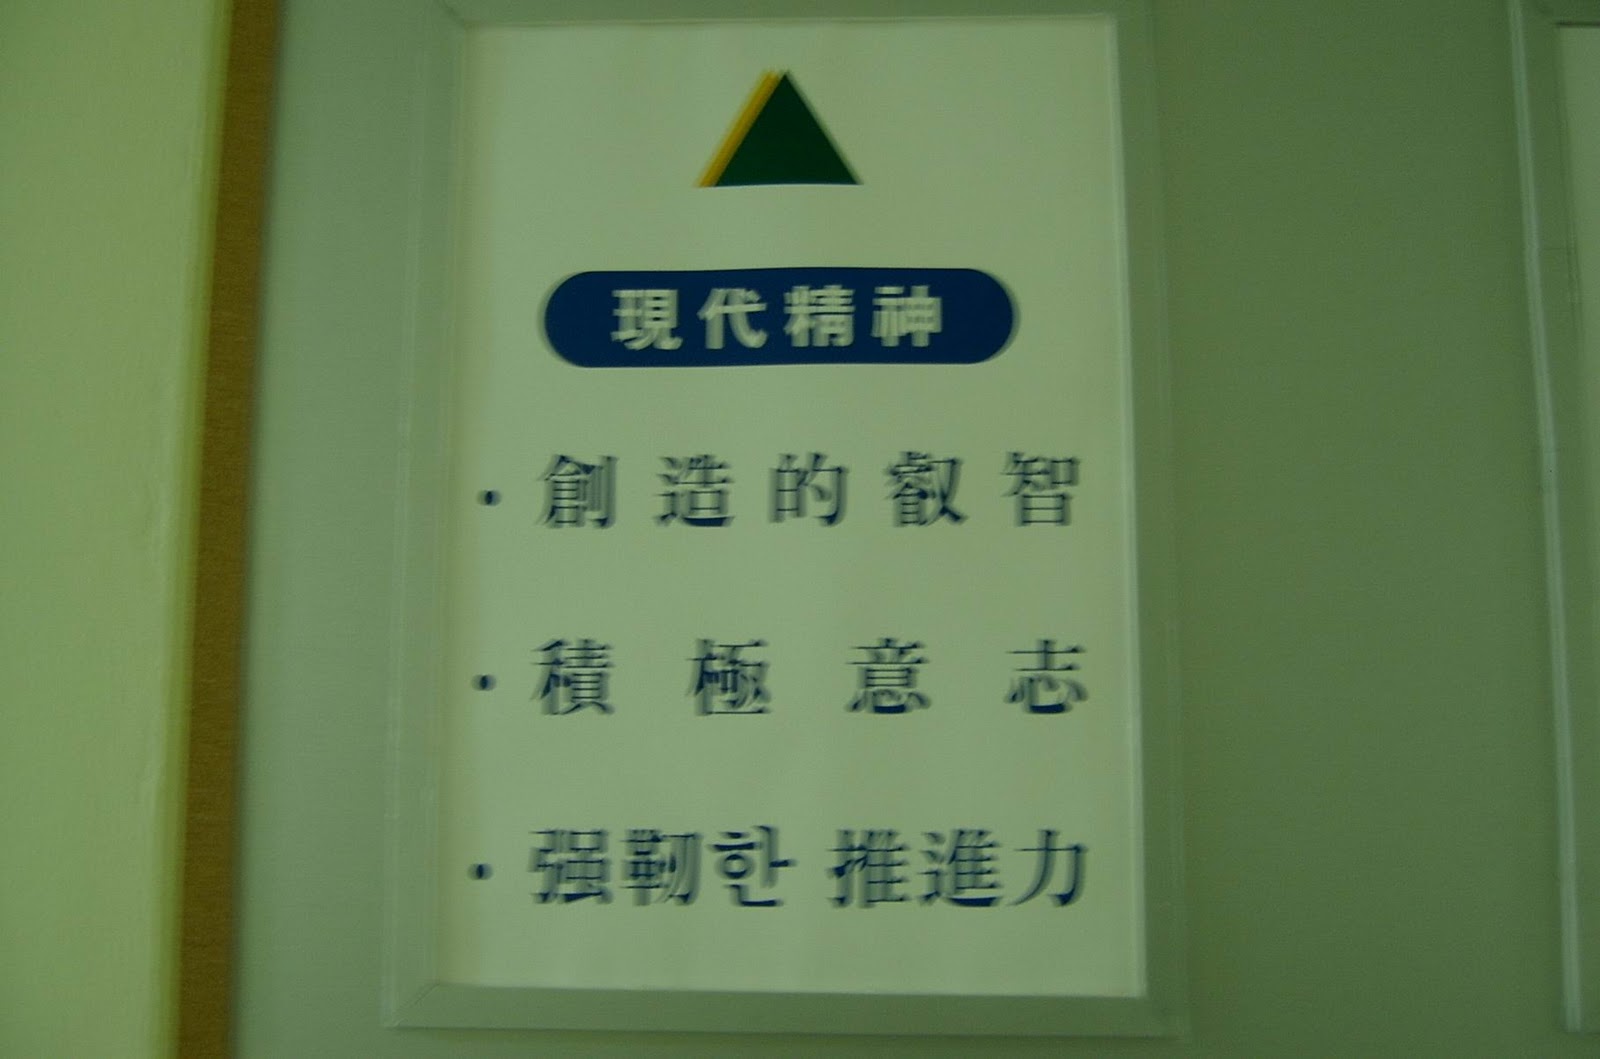 現代精神
· 創造的叡智
· 積極意志
· 强靭한 推進力